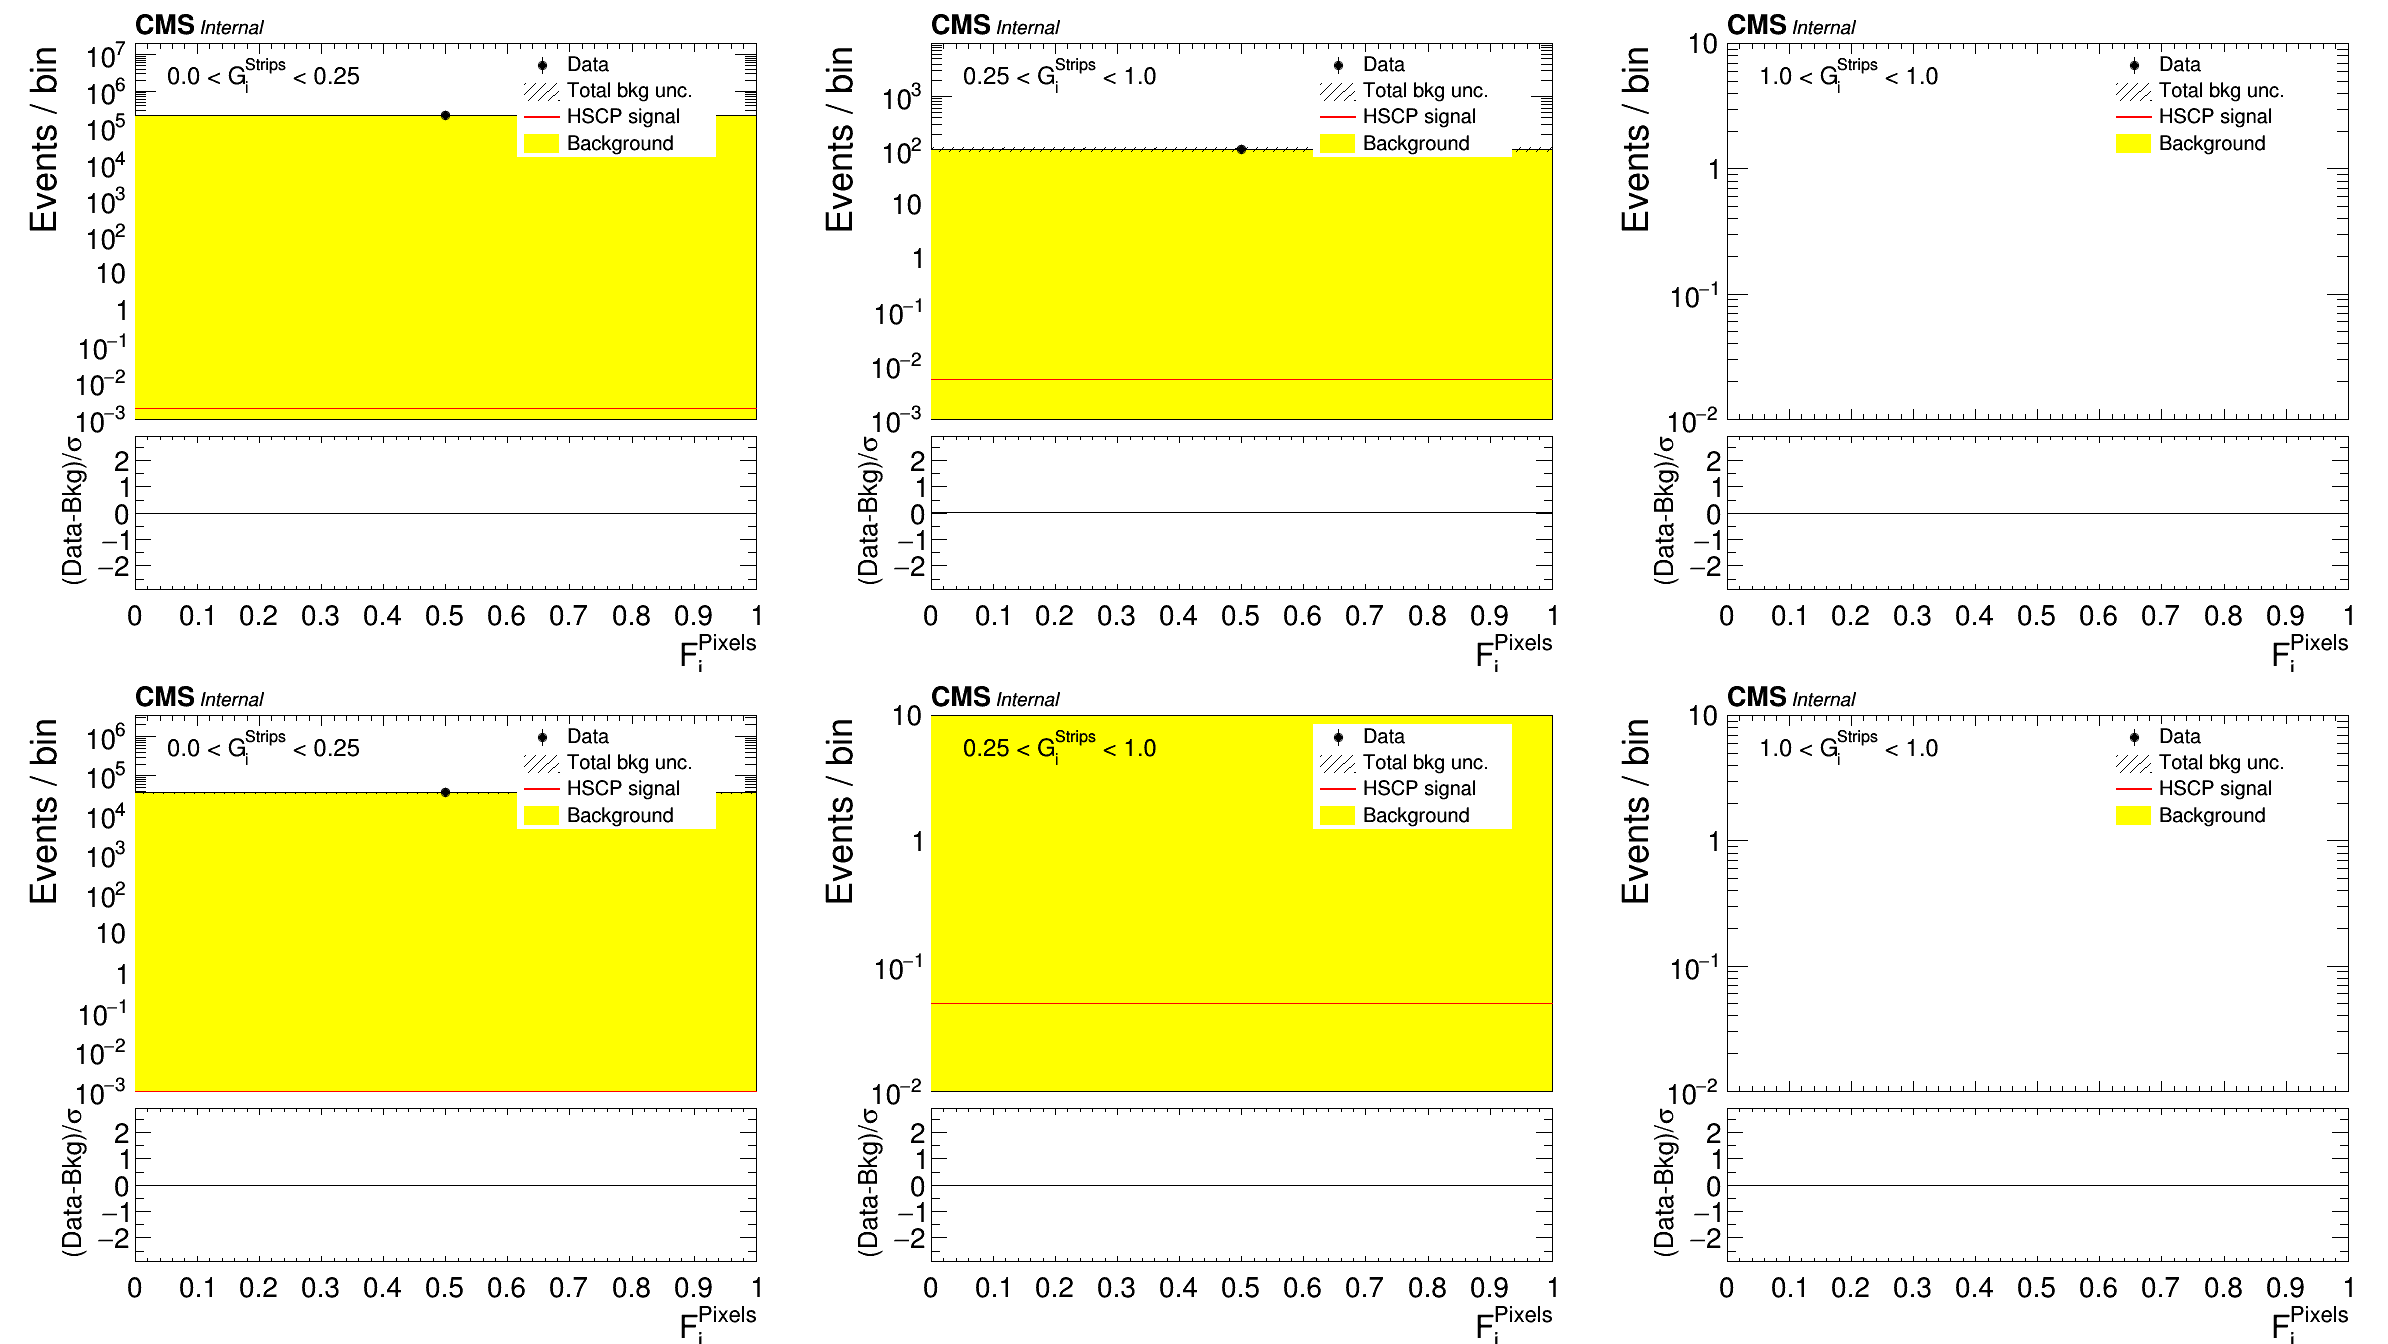 CMS Internal
Events / bin
10^7
10^6
10^5
10^4
10^3
10^2
10
1
10^−1
10^−2
10^−3
0.0 < G_i^Strips < 0.25
Data
Total bkg unc.
HSCP signal
Background
(Data-Bkg)/σ
2
1
0
−1
−2
0 0.1 0.2 0.3 0.4 0.5 0.6 0.7 0.8 0.9 1
F_i^Pixels
CMS Internal
Events / bin
10^3
10^2
10
1
10^−1
10^−2
10^−3
0.25 < G_i^Strips < 1.0
Data
Total bkg unc.
HSCP signal
Background
(Data-Bkg)/σ
2
1
0
−1
−2
0 0.1 0.2 0.3 0.4 0.5 0.6 0.7 0.8 0.9 1
F_i^Pixels
CMS Internal
Events / bin
10
1
10^−1
10^−2
1.0 < G_i^Strips < 1.0
Data
Total bkg unc.
HSCP signal
Background
(Data-Bkg)/σ
2
1
0
−1
−2
0 0.1 0.2 0.3 0.4 0.5 0.6 0.7 0.8 0.9 1
F_i^Pixels
CMS Internal
Events / bin
10^6
10^5
10^4
10^3
10^2
10
1
10^−1
10^−2
10^−3
0.0 < G_i^Strips < 0.25
Data
Total bkg unc.
HSCP signal
Background
(Data-Bkg)/σ
2
1
0
−1
−2
0 0.1 0.2 0.3 0.4 0.5 0.6 0.7 0.8 0.9 1
F_i^Pixels
CMS Internal
Events / bin
10
1
10^−1
10^−2
0.25 < G_i^Strips < 1.0
Data
Total bkg unc.
HSCP signal
Background
(Data-Bkg)/σ
2
1
0
−1
−2
0 0.1 0.2 0.3 0.4 0.5 0.6 0.7 0.8 0.9 1
F_i^Pixels
CMS Internal
Events / bin
10
1
10^−1
10^−2
1.0 < G_i^Strips < 1.0
Data
Total bkg unc.
HSCP signal
Background
(Data-Bkg)/σ
2
1
0
−1
−2
0 0.1 0.2 0.3 0.4 0.5 0.6 0.7 0.8 0.9 1
F_i^Pixels